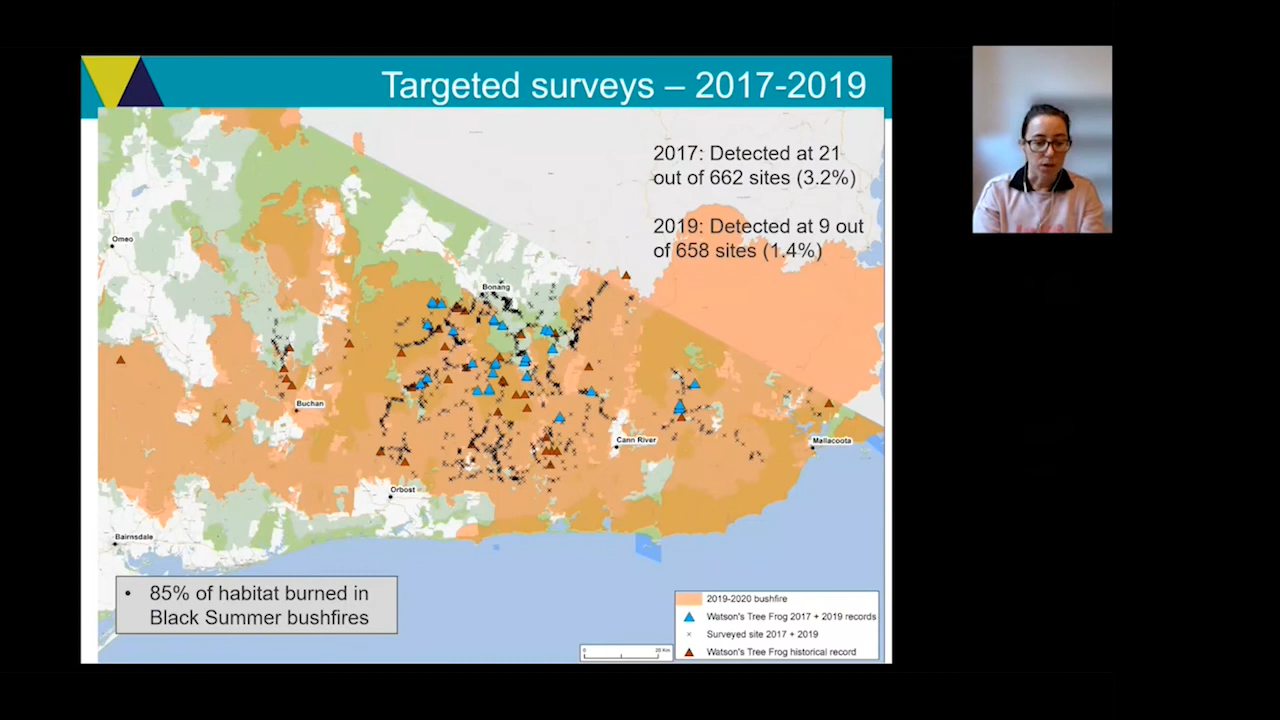 Targeted surveys – 2017-2019
2017: Detected at 21
out of 662 sites (3.2%)
2019: Detected at 9 out
of 658 sites (1.4%)
Omeo
Bonang
Buchan
Cann River
Mallacoota
Orbost
Bairnsdale
• 85% of habitat burned in
Black Summer bushfires
2019-2020 bushfire
Watson's Tree Frog 2017 + 2019 records
Surveyed site 2017 + 2019
Watson's Tree Frog historical record
0 20 Km